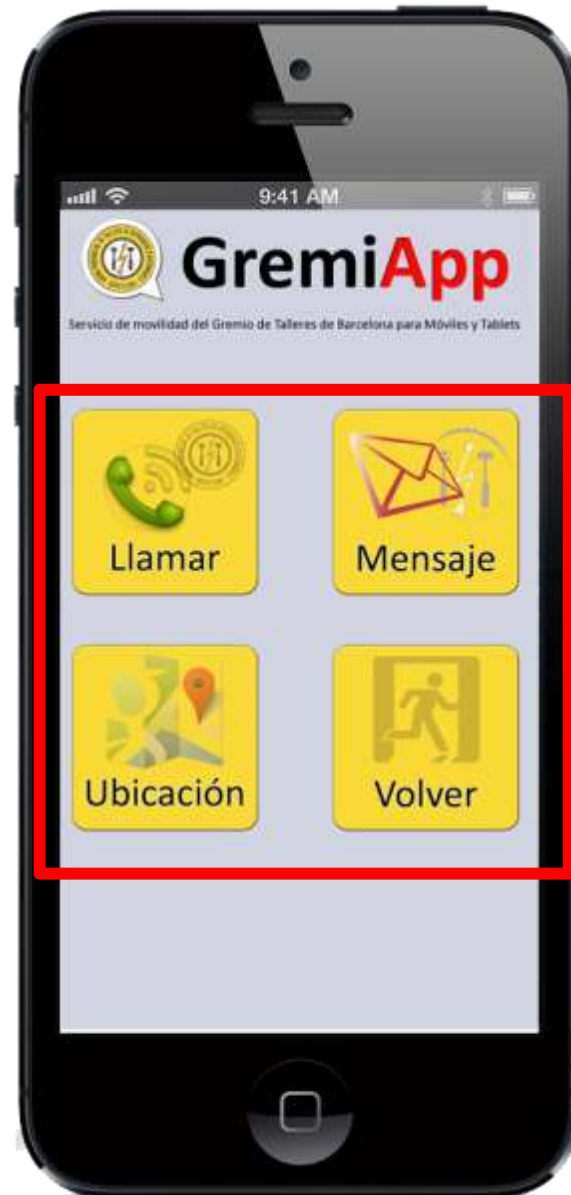 9:41 AM
GremiApp
Servicio de movilidad del Gremio de Talleres de Barcelona para Móviles y Tablets
Llamar
Mensaje
Ubicación
Volver